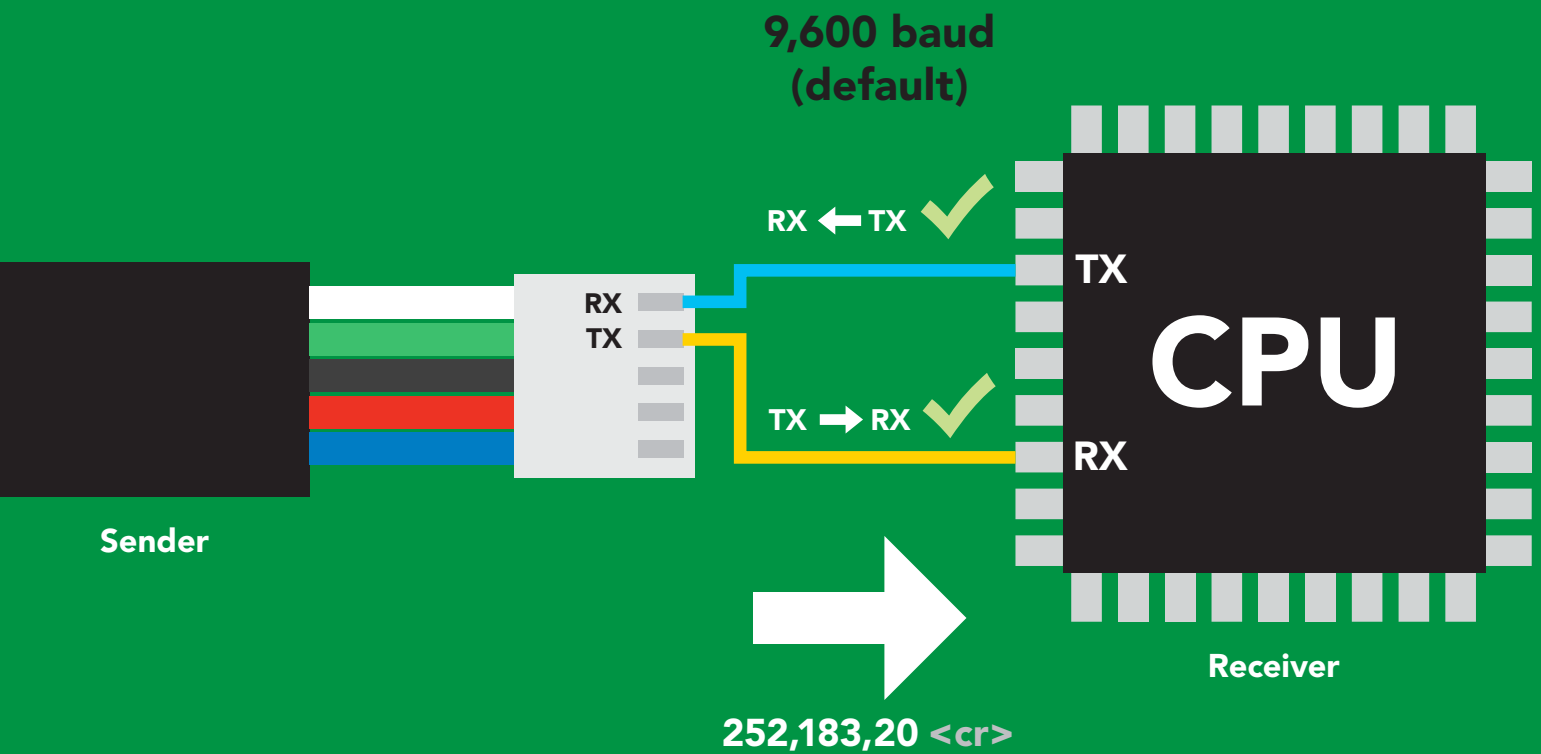 9,600 baud
(default)
RX ← TX
TX
RX
TX
CPU
TX → RX
RX
Sender
Receiver
252,183,20 <cr>